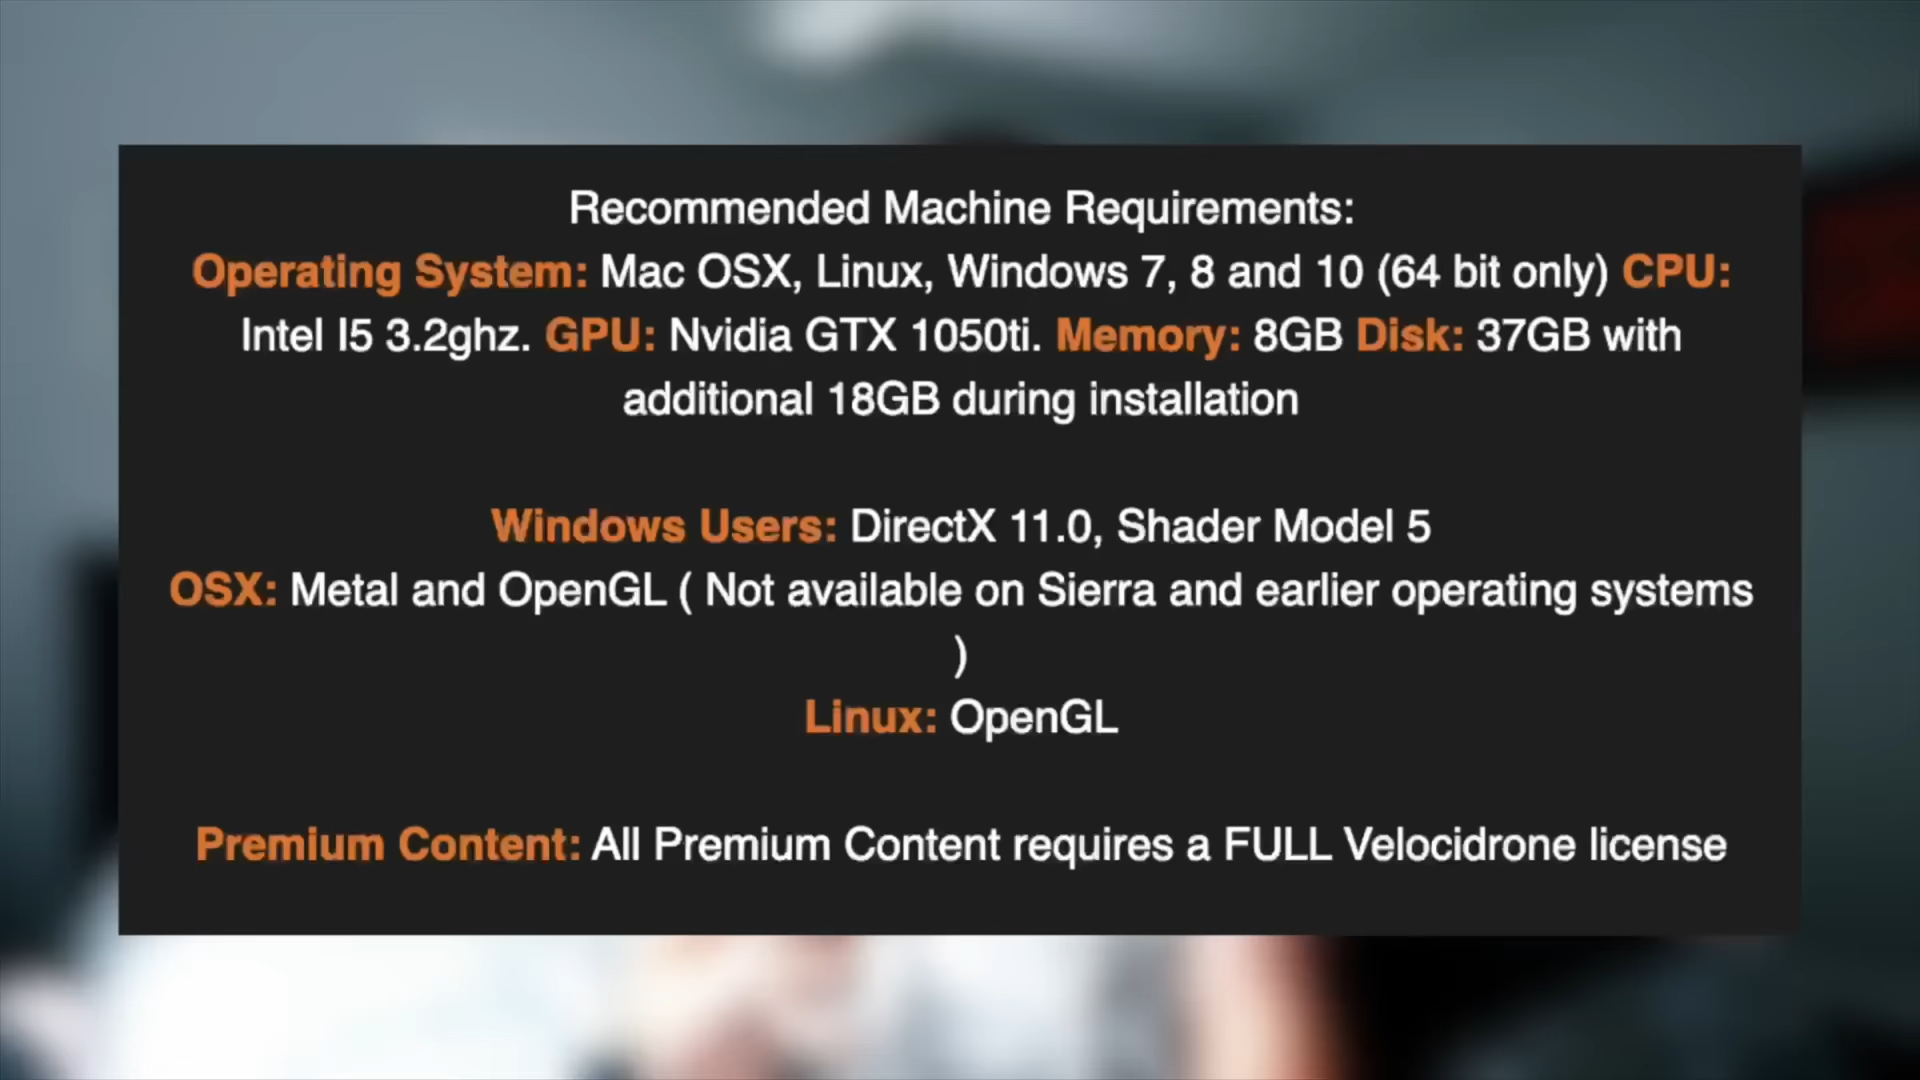 Recommended Machine Requirements:
Operating System: Mac OSX, Linux, Windows 7, 8 and 10 (64 bit only) CPU:
Intel I5 3.2ghz. GPU: Nvidia GTX 1050ti. Memory: 8GB Disk: 37GB with
additional 18GB during installation
Windows Users: DirectX 11.0, Shader Model 5
OSX: Metal and OpenGL ( Not available on Sierra and earlier operating systems
)
Linux: OpenGL
Premium Content: All Premium Content requires a FULL Velocidrone license